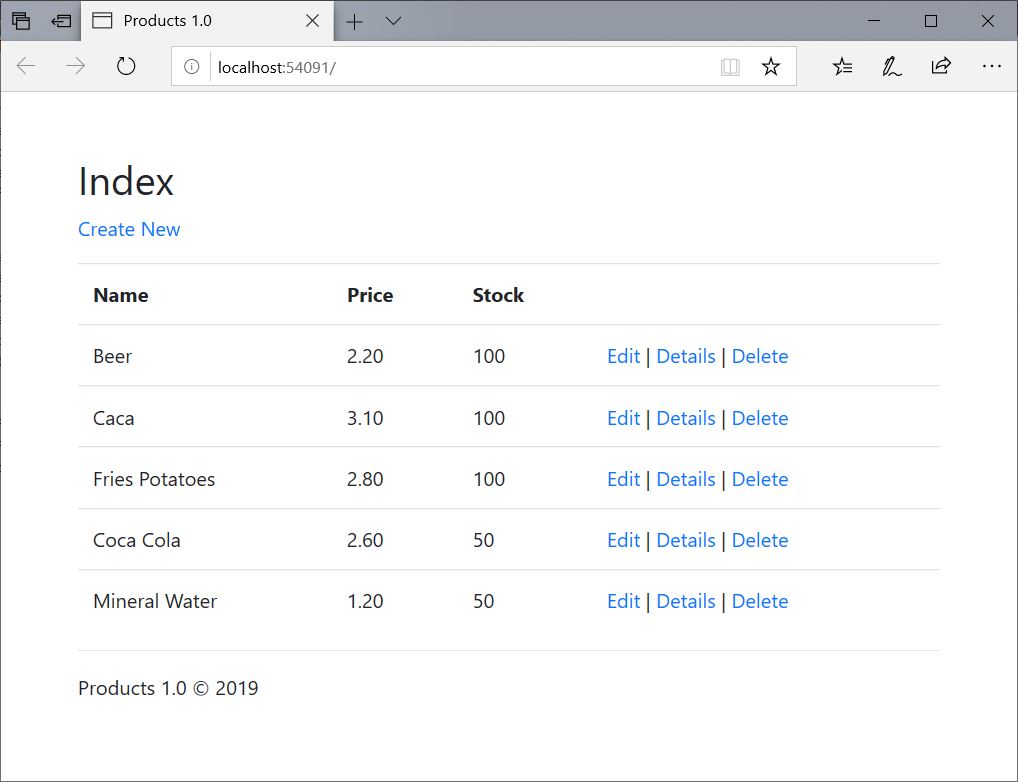 Products 1.0
localhost:54091/
Index
Create New
Name Price Stock
Beer 2.20 100 Edit | Details | Delete
Caca 3.10 100 Edit | Details | Delete
Fries Potatoes 2.80 100 Edit | Details | Delete
Coca Cola 2.60 50 Edit | Details | Delete
Mineral Water 1.20 50 Edit | Details | Delete
Products 1.0 © 2019